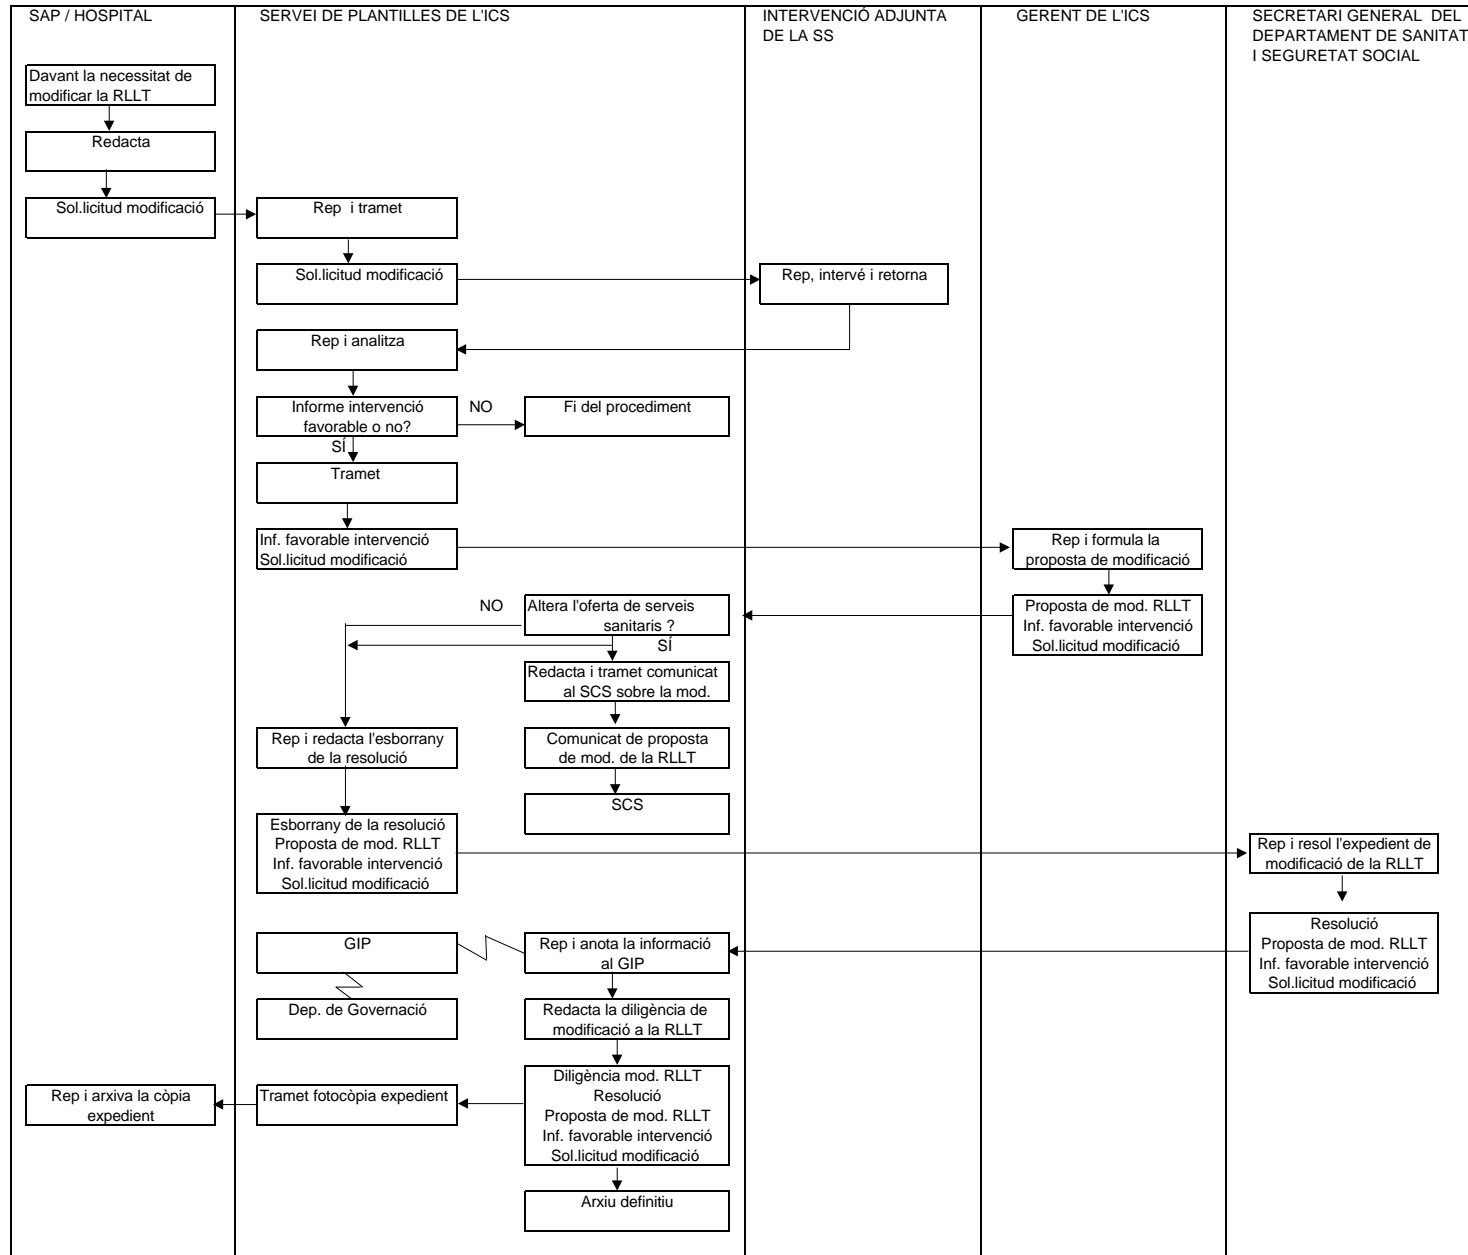 SAP / HOSPITAL
SERVEI DE PLANTILLES DE L'ICS
INTERVENCIÓ ADJUNTA
DE LA SS
GERENT DE L'ICS
SECRETARI GENERAL DEL
DEPARTAMENT DE SANITAT
I SEGURETAT SOCIAL
Davant la necessitat de
modificar la RLLT
Redacta
Sol.licitud modificació
Rep i tramet
Sol.licitud modificació
Rep, intervé i retorna
Rep i analitza
Informe intervenció
favorable o no?
NO
Fi del procediment
SÍ
Tramet
Inf. favorable intervenció
Sol.licitud modificació
Rep i formula la
proposta de modificació
Proposta de mod. RLLT
Inf. favorable intervenció
Sol.licitud modificació
NO
Altera l'oferta de serveis
sanitaris ?
SÍ
Redacta i tramet comunicat
al SCS sobre la mod.
Rep i redacta l'esborrany
de la resolució
Comunicat de proposta
de mod. de la RLLT
SCS
Esborrany de la resolució
Proposta de mod. RLLT
Inf. favorable intervenció
Sol.licitud modificació
Rep i resol l'expedient de
modificació de la RLLT
Resolució
Proposta de mod. RLLT
Inf. favorable intervenció
Sol.licitud modificació
GIP
Rep i anota la informació
al GIP
Dep. de Governació
Redacta la diligència de
modificació a la RLLT
Diligència mod. RLLT
Resolució
Proposta de mod. RLLT
Inf. favorable intervenció
Sol.licitud modificació
Tramet fotocòpia expedient
Rep i arxiva la còpia
expedient
Arxiu definitiu